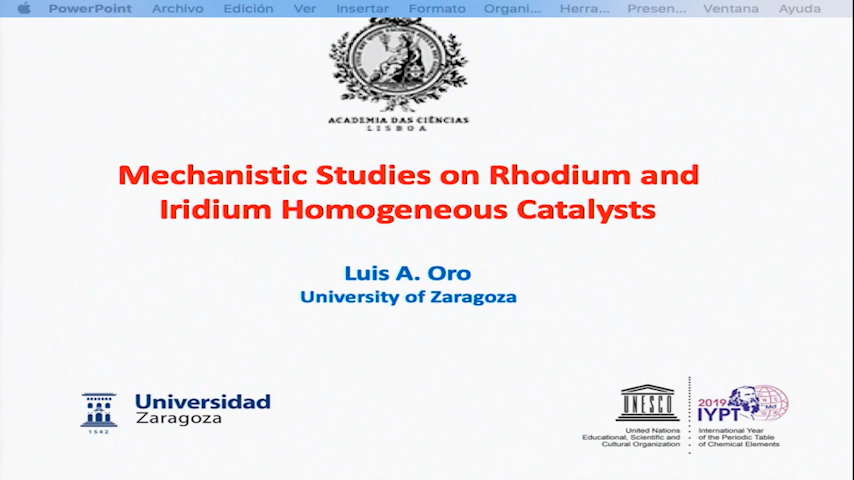 PowerPoint Archivo Edición Ver Insertar Formato Organi... Herra... Presen... Ventana Ayuda
ACADEMIA DAS CIÊNCIAS
LISBOA
Mechanistic Studies on Rhodium and
Iridium Homogeneous Catalysts
Luis A. Oro
University of Zaragoza
Universidad
Zaragoza
1542
UNESCO
United Nations
Educational, Scientific and
Cultural Organization
2019
IYPT
Md
International Year
of the Periodic Table
of Chemical Elements